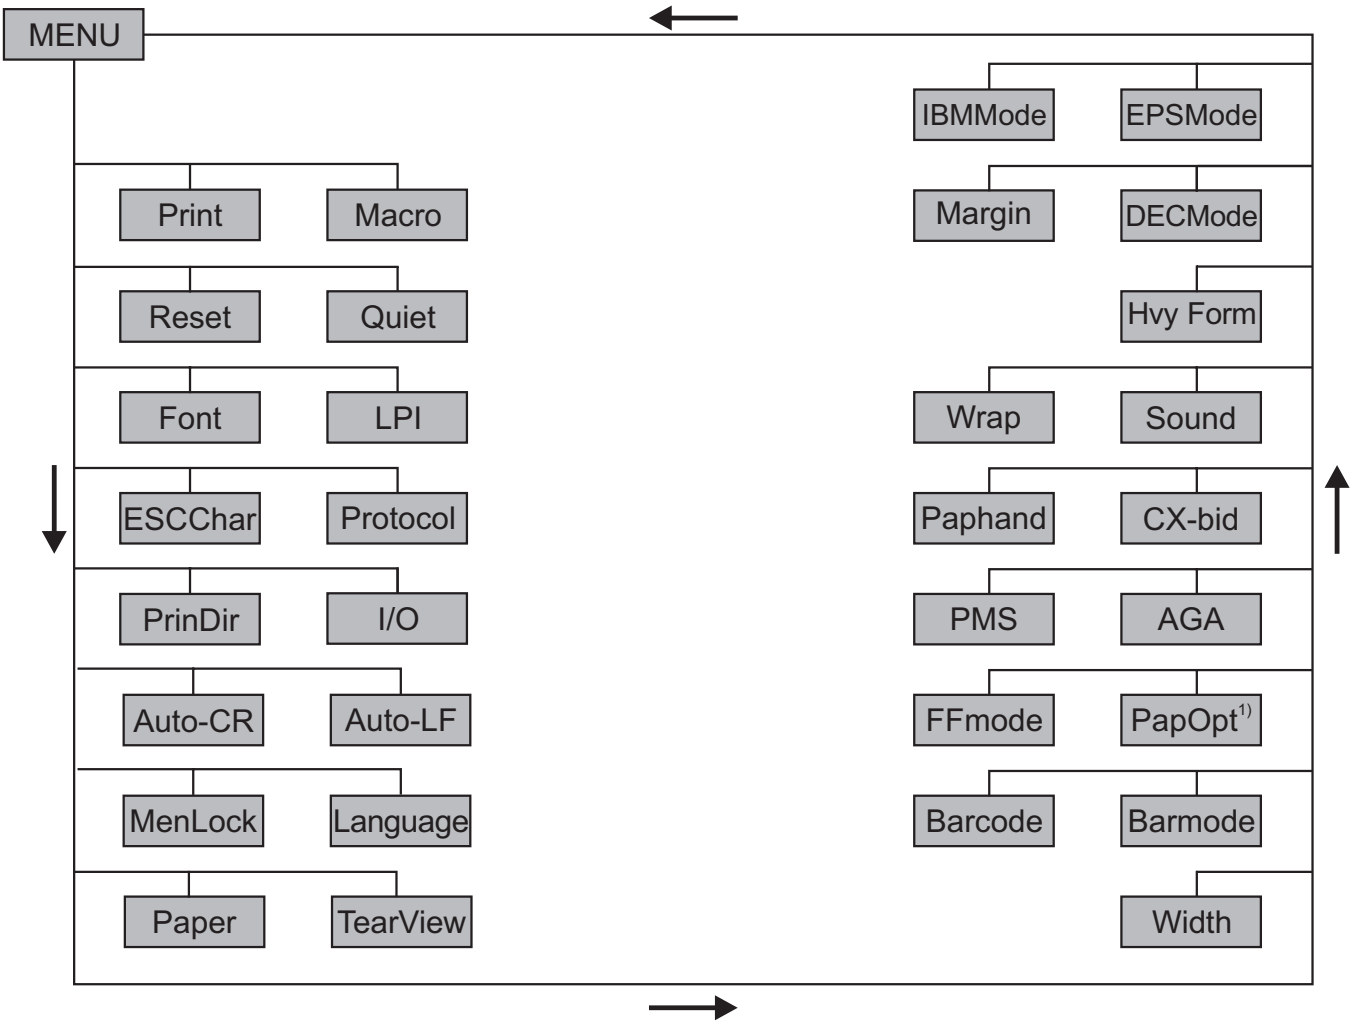 MENU
IBMMode EPSMode
Print Macro Margin DECMode
Reset Quiet Hvy Form
Font LPI Wrap Sound
ESCChar Protocol Paphand CX-bid
PrinDir I/O PMS AGA
Auto-CR Auto-LF FFmode PapOpt¹⁾
MenLock Language Barcode Barmode
Paper TearView Width